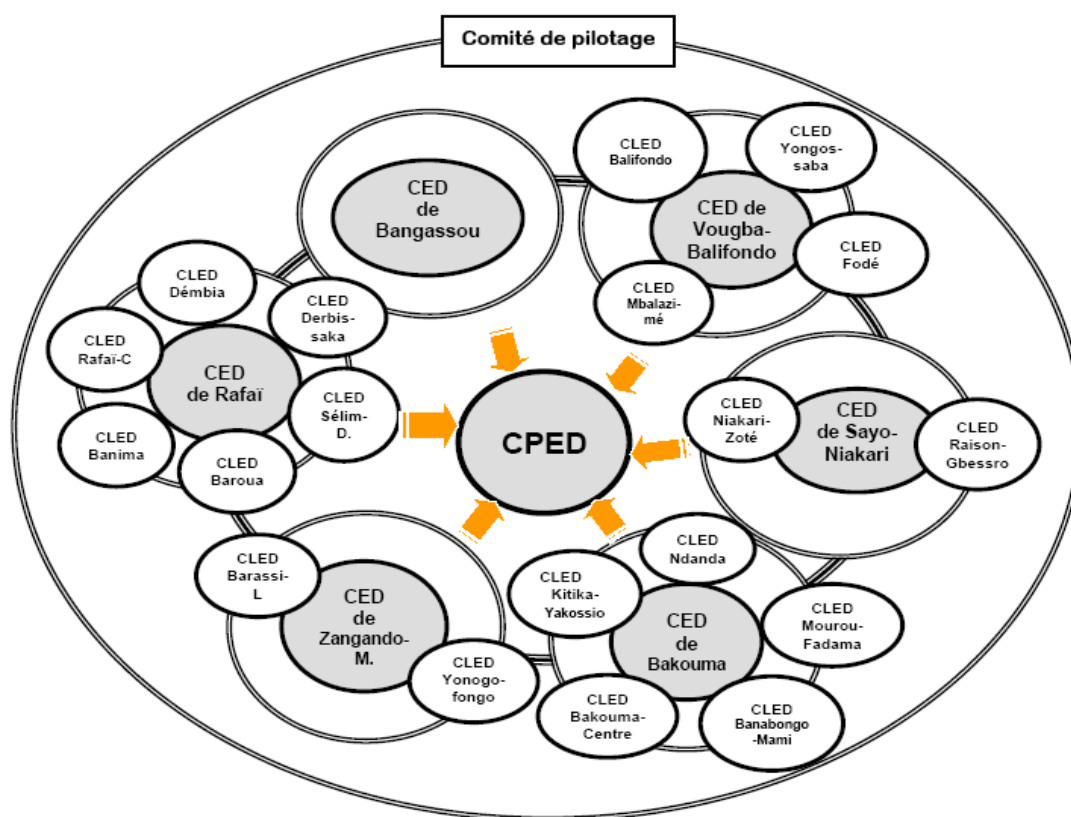 Comité de pilotage
CED
de
Bangassou
CLED
Balifondo
CLED
Yongos-
saba
CED de
Vougba-
Balifondo
CLED
Fodé
CLED
Mbalazi-
mé
CLED
Démbia
CLED
Derbis-
saka
CLED
Rafaï-C
CED
de Rafaï
CLED
Sélim-
D.
CLED
Banima
CLED
Baroua
CPED
CLED
Niakari-
Zoté
CED
de Sayo-
Niakari
CLED
Raison-
Gbessro
CLED
Barassi-
L
CED
de
Zangando-
M.
CLED
Yonogo-
fongo
CLED
Ndanda
CLED
Kitika-
Yakossio
CED
de
Bakouma
CLED
Mourou-
Fadama
CLED
Bakouma-
Centre
CLED
Banabongo
-Mami